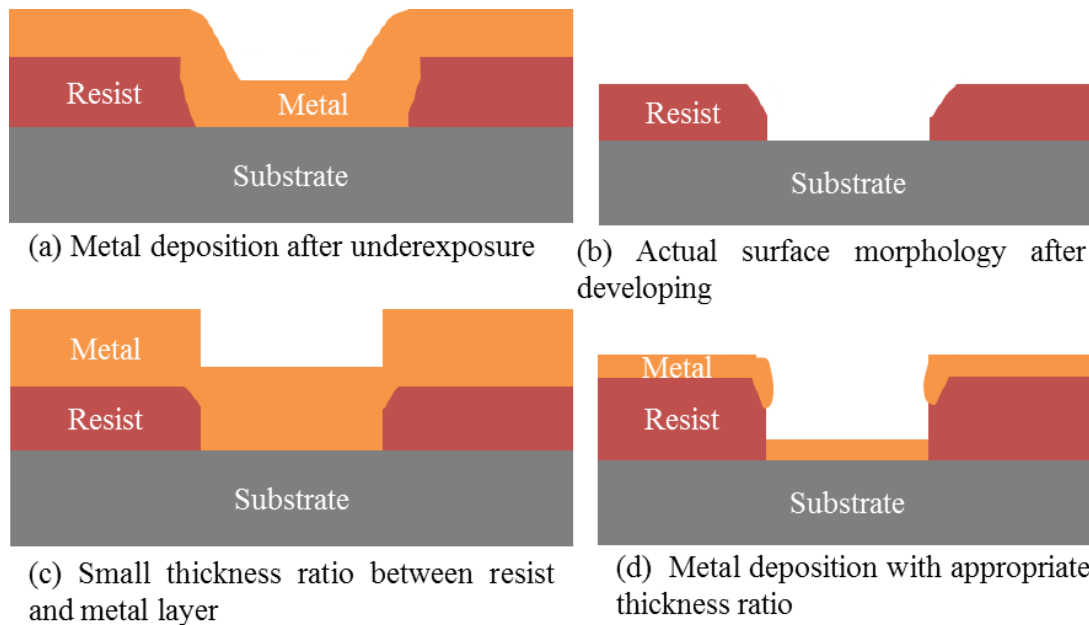 Resist
Metal
Substrate
(a) Metal deposition after underexposure
Resist
Substrate
(b) Actual surface morphology after
developing
Metal
Resist
Substrate
(c) Small thickness ratio between resist
and metal layer
Metal
Resist
Substrate
(d) Metal deposition with appropriate
thickness ratio